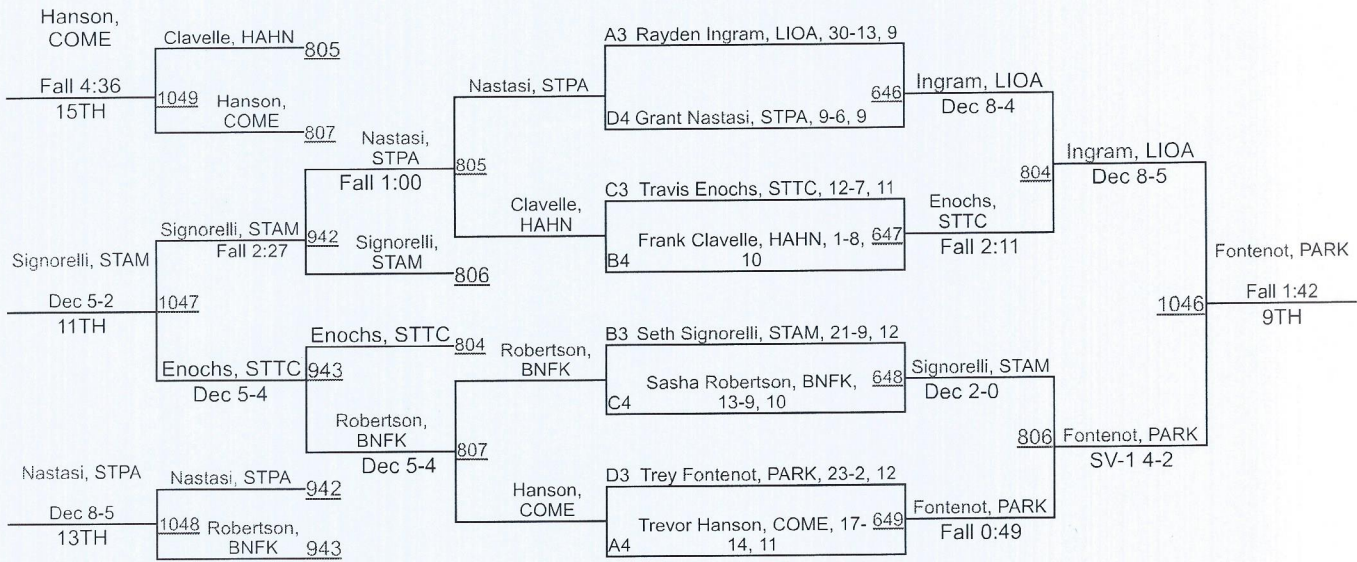 Hanson,
COME
Clavelle, HAHN
805
Fall 4:36
15TH
1049
Hanson,
COME
807
Nastasi,
STPA
Fall 1:00
Nastasi, STPA
805
Clavelle,
HAHN
Signorelli, STAM
Fall 2:27
942
Signorelli,
STAM
806
Signorelli, STAM
Dec 5-2
11TH
1047
Enochs, STTC
Dec 5-4
943
Enochs, STTC
804
Robertson,
BNFK
Dec 5-4
Robertson,
BNFK
807
Hanson,
COME
Nastasi, STPA
Dec 8-5
13TH
Nastasi, STPA
942
1048
Robertson,
BNFK
943
A3 Rayden Ingram, LIOA, 30-13, 9
646
D4 Grant Nastasi, STPA, 9-6, 9
Ingram, LIOA
Dec 8-4
C3 Travis Enochs, STTC, 12-7, 11
Frank Clavelle, HAHN, 1-8,
10
B4
647
Enochs,
STTC
Fall 2:11
804
Ingram, LIOA
Dec 8-5
B3 Seth Signorelli, STAM, 21-9, 12
Sasha Robertson, BNFK,
13-9, 10
C4
648
Signorelli, STAM
Dec 2-0
D3 Trey Fontenot, PARK, 23-2, 12
Trevor Hanson, COME, 17-
14, 11
A4
649
Fontenot, PARK
Fall 0:49
806
Fontenot, PARK
SV-1 4-2
1046
Fontenot, PARK
Fall 1:42
9TH